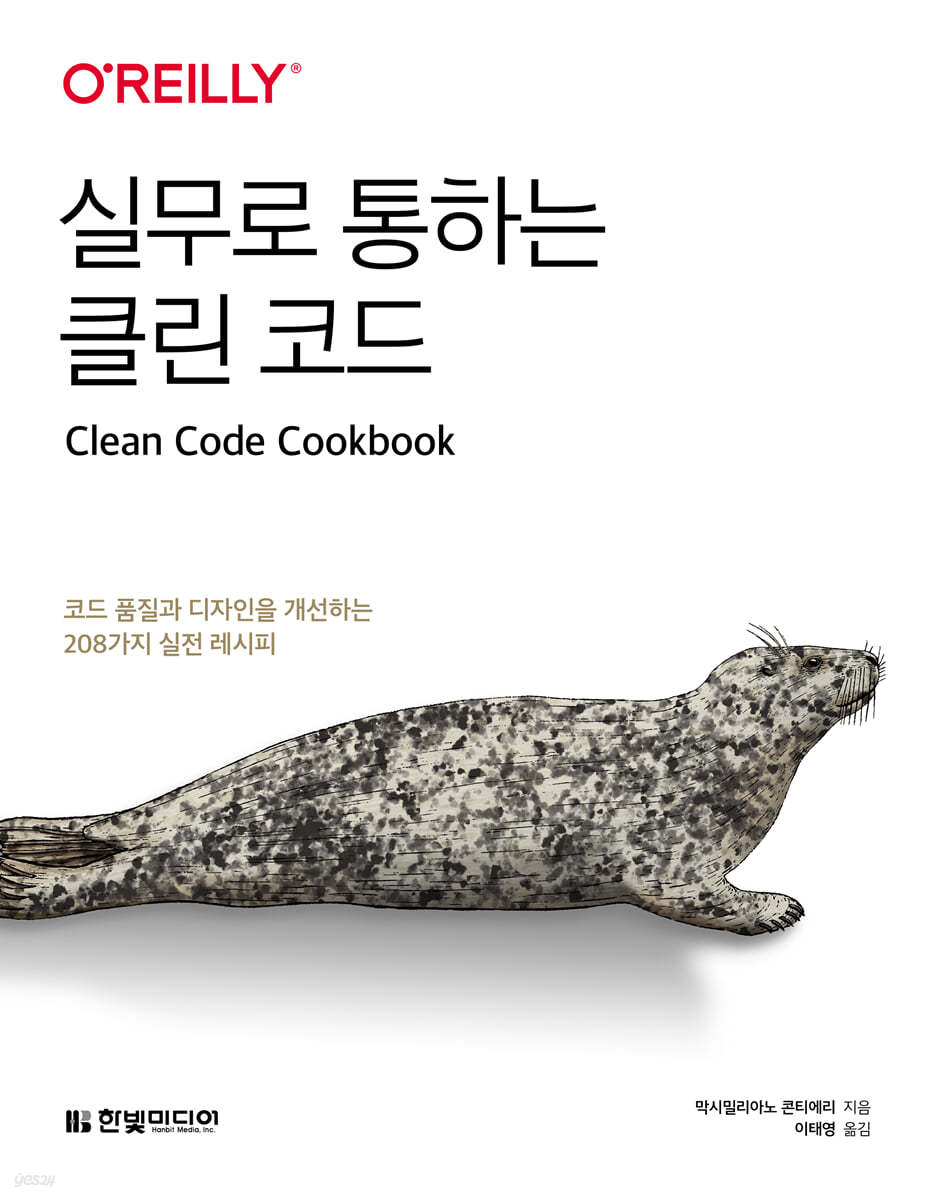 O'REILLY®
실무로 통하는
클린 코드
Clean Code Cookbook
코드 품질과 디자인을 개선하는
208가지 실전 레시피
한빛미디어
Hanbit Media, Inc.
막시밀리아노 콘티에리 지음
이태영 옮김
yes24